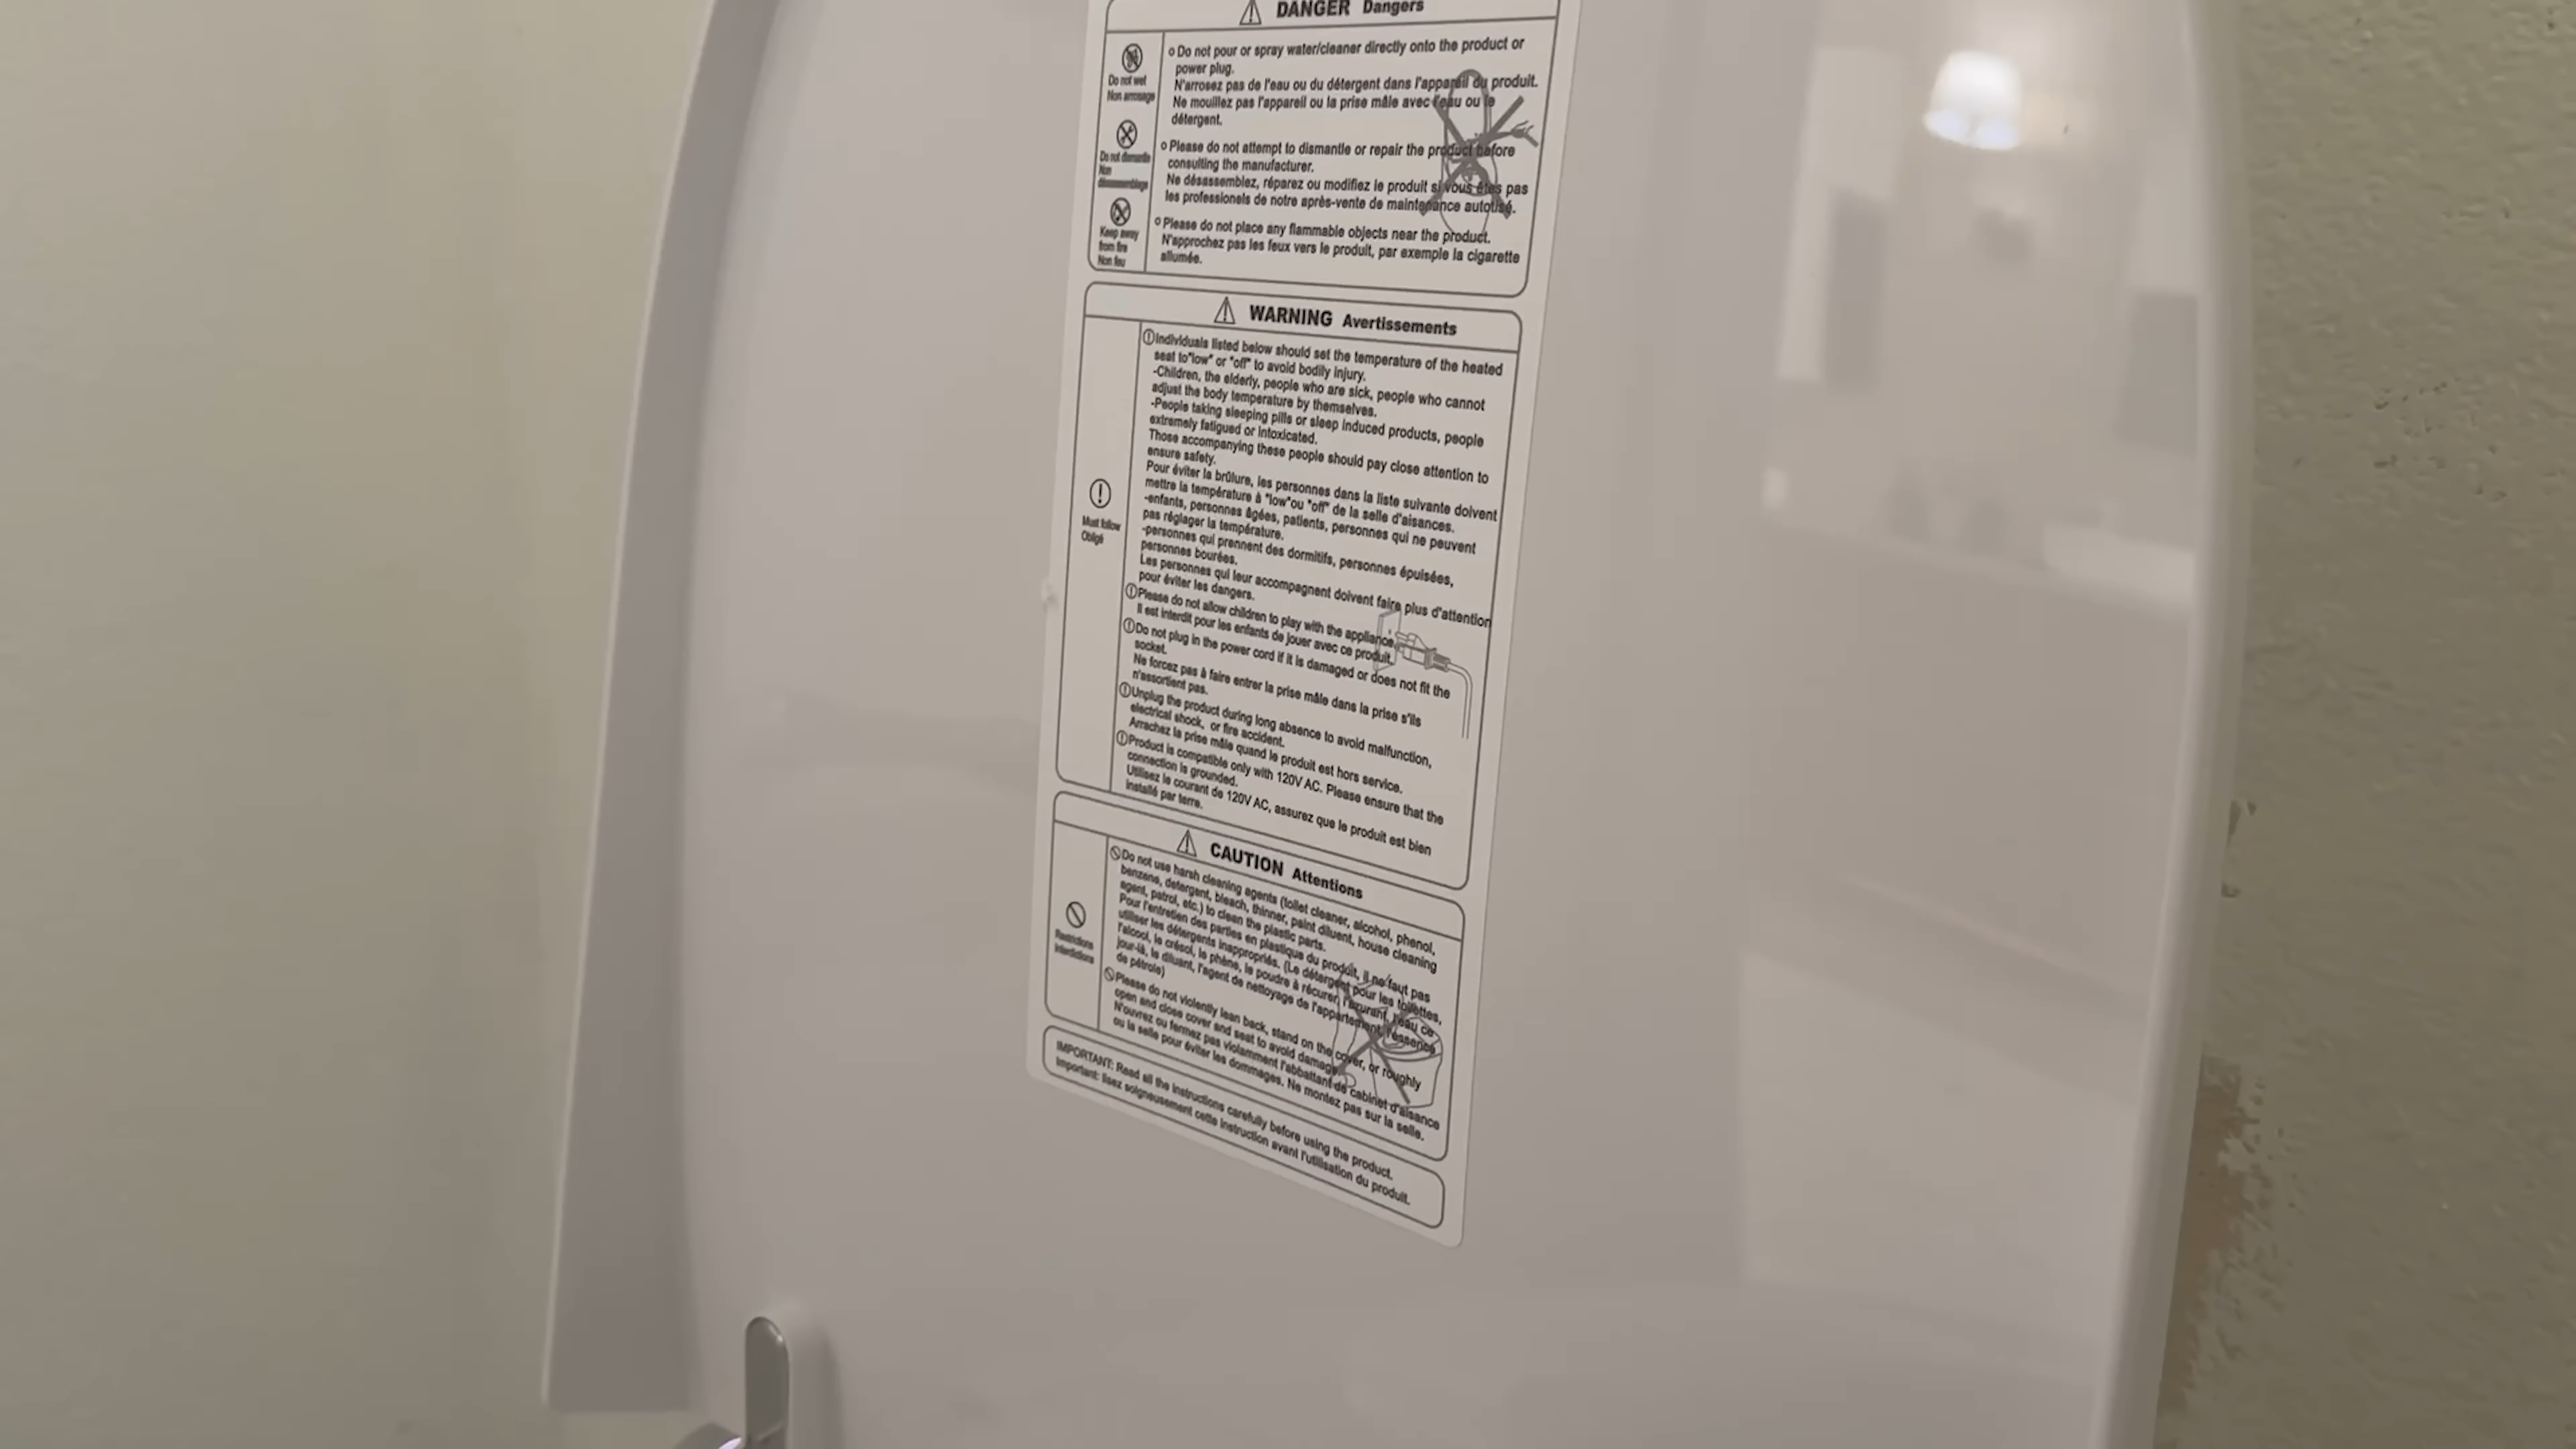 DANGER Dangers
Do not wet
Non arrosage
o Do not pour or spray water/cleaner directly onto the product or
power plug.
N'arrosez pas de l'eau ou du détergent dans l'appareil du produit.
Ne mouillez pas l'appareil ou la prise mâle avec l'eau ou le
détergent.
Do not dismantle
Non
désassemblage
o Please do not attempt to dismantle or repair the product before
consulting the manufacturer.
Ne désassemblez, réparez ou modifiez le produit si vous êtes pas
les professionels de notre après-vente de maintenance autotisé.
Keep away
from fire
Non feu
o Please do not place any flammable objects near the product.
N'approchez pas les feux vers le produit, par exemple la cigarette
allumée.
WARNING Avertissements
Must follow
Obligé
Individuals listed below should set the temperature of the heated
seat to"low" or "off" to avoid bodily injury.
-Children, the elderly, people who are sick, people who cannot
adjust the body temperature by themselves.
-People taking sleeping pills or sleep induced products, people
extremely fatigued or intoxicated.
Those accompanying these people should pay close attention to
ensure safety.
Pour éviter la brûlure, les personnes dans la liste suivante doivent
mettre la température à "low"ou "off" de la selle d'aisances.
-enfants, personnes âgées, patients, personnes qui ne peuvent
pas réglager la température.
-personnes qui prennent des dormitifs, personnes épuisées,
personnes bourées.
Les personnes qui leur accompagnent doivent faire plus d'attention
pour éviter les dangers.
Please do not allow children to play with the appliance.
Il est interdit pour les enfants de jouer avec ce produit.
Do not plug in the power cord if it is damaged or does not fit the
socket.
Ne forcez pas à faire entrer la prise mâle dans la prise s'ils
n'assortient pas.
Unplug the product during long absence to avoid malfunction,
electrical shock, or fire accident.
Arrachez la prise mâle quand le produit est hors service.
Product is compatible only with 120V AC. Please ensure that the
connection is grounded.
Utilisez le courant de 120V AC, assurez que le produit est bien
installé par terre.
CAUTION Attentions
Restrictions
Interdictions
Do not use harsh cleaning agents (toilet cleaner, alcohol, phenol,
benzene, detergent, bleach, thinner, paint diluent, house cleaning
agent, patrol, etc.) to clean the plastic parts.
Pour l'entretien des parties en plastique du produit, il ne faut pas
utiliser les détergents inappropriés. (Le détergent pour les toilettes,
l'alcool, le crésol, le phène, le poudre à récurer, l'azurant, l'eau ce
jour-là, le diluant, l'agent de nettoyage de l'appartement, l'essence
de pétrole)
Please do not violently lean back, stand on the cover, or roughly
open and close cover and seat to avoid damage.
N'ouvrez ou fermez pas violamment l'abbattant de cabinet d'aisance
ou la selle pour éviter les dommages. Ne montez pas sur la selle.
IMPORTANT: Read all the instructions carefully before using the product.
Important: lisez soigneusement cette instruction avant l'utilisation du produit.